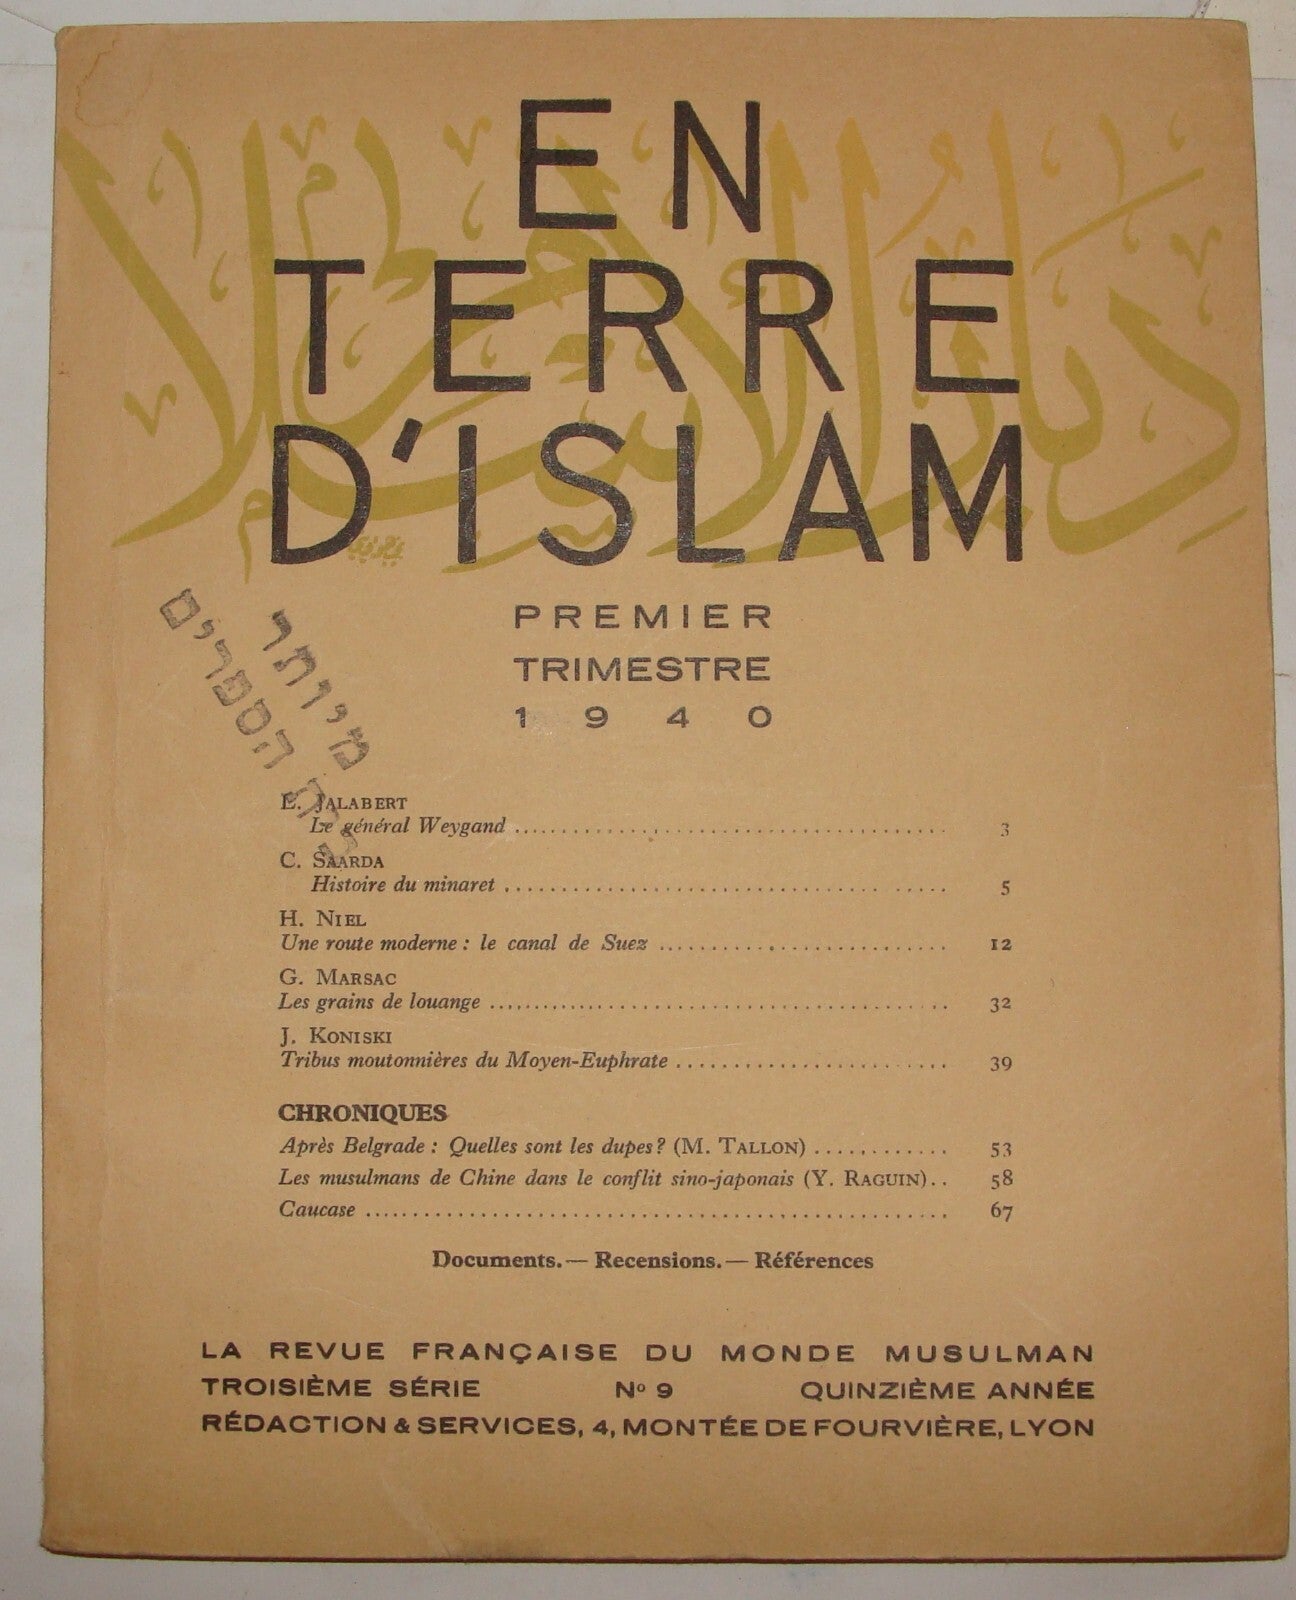 EN
TERRE
D'ISLAM
ديار الإسلام
PREMIER
TRIMESTRE
1940
מיותר
הספרים
L. JALABERT
Le général Weygand 3
C. SAARDA
Histoire du minaret 5
H. NIEL
Une route moderne : le canal de Suez 12
G. MARSAC
Les grains de louange 32
J. KONISKI
Tribus moutonnières du Moyen-Euphrate 39
CHRONIQUES
Après Belgrade : Quelles sont les dupes ? (M. TALLON) 53
Les musulmans de Chine dans le conflit sino-japonais (Y. RAGUIN) 58
Caucase 67
Documents. — Recensions. — Références
LA REVUE FRANÇAISE DU MONDE MUSULMAN
TROISIÈME SÉRIE N° 9 QUINZIÈME ANNÉE
RÉDACTION & SERVICES, 4, MONTÉE DE FOURVIÈRE, LYON